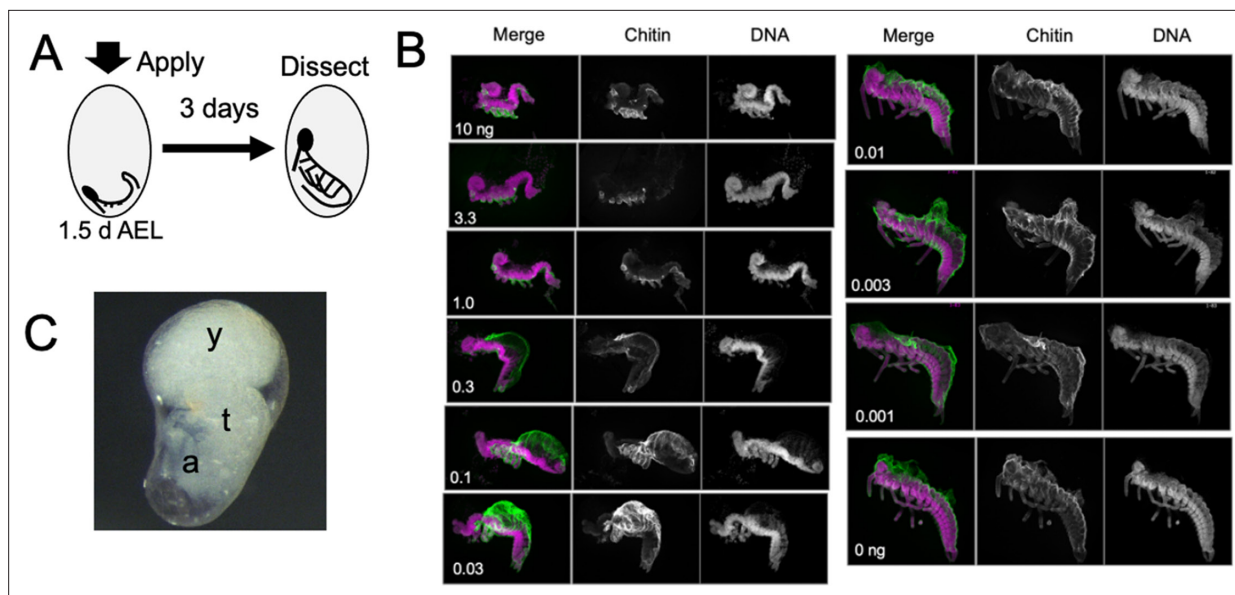 A
Apply
Dissect
3 days
1.5 d AEL
B
Merge Chitin DNA
10 ng
3.3
1.0
0.3
0.1
0.03
Merge Chitin DNA
0.01
0.003
0.001
0 ng
C
y
t
a